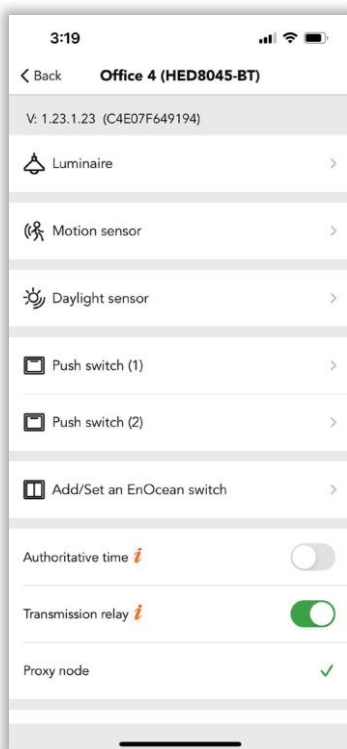 3:19
Back Office 4 (HED8045-BT)
V: 1.23.1.23 (C4E07F649194)
Luminaire
Motion sensor
Daylight sensor
Push switch (1)
Push switch (2)
Add/Set an EnOcean switch
Authoritative time i
Transmission relay i
Proxy node